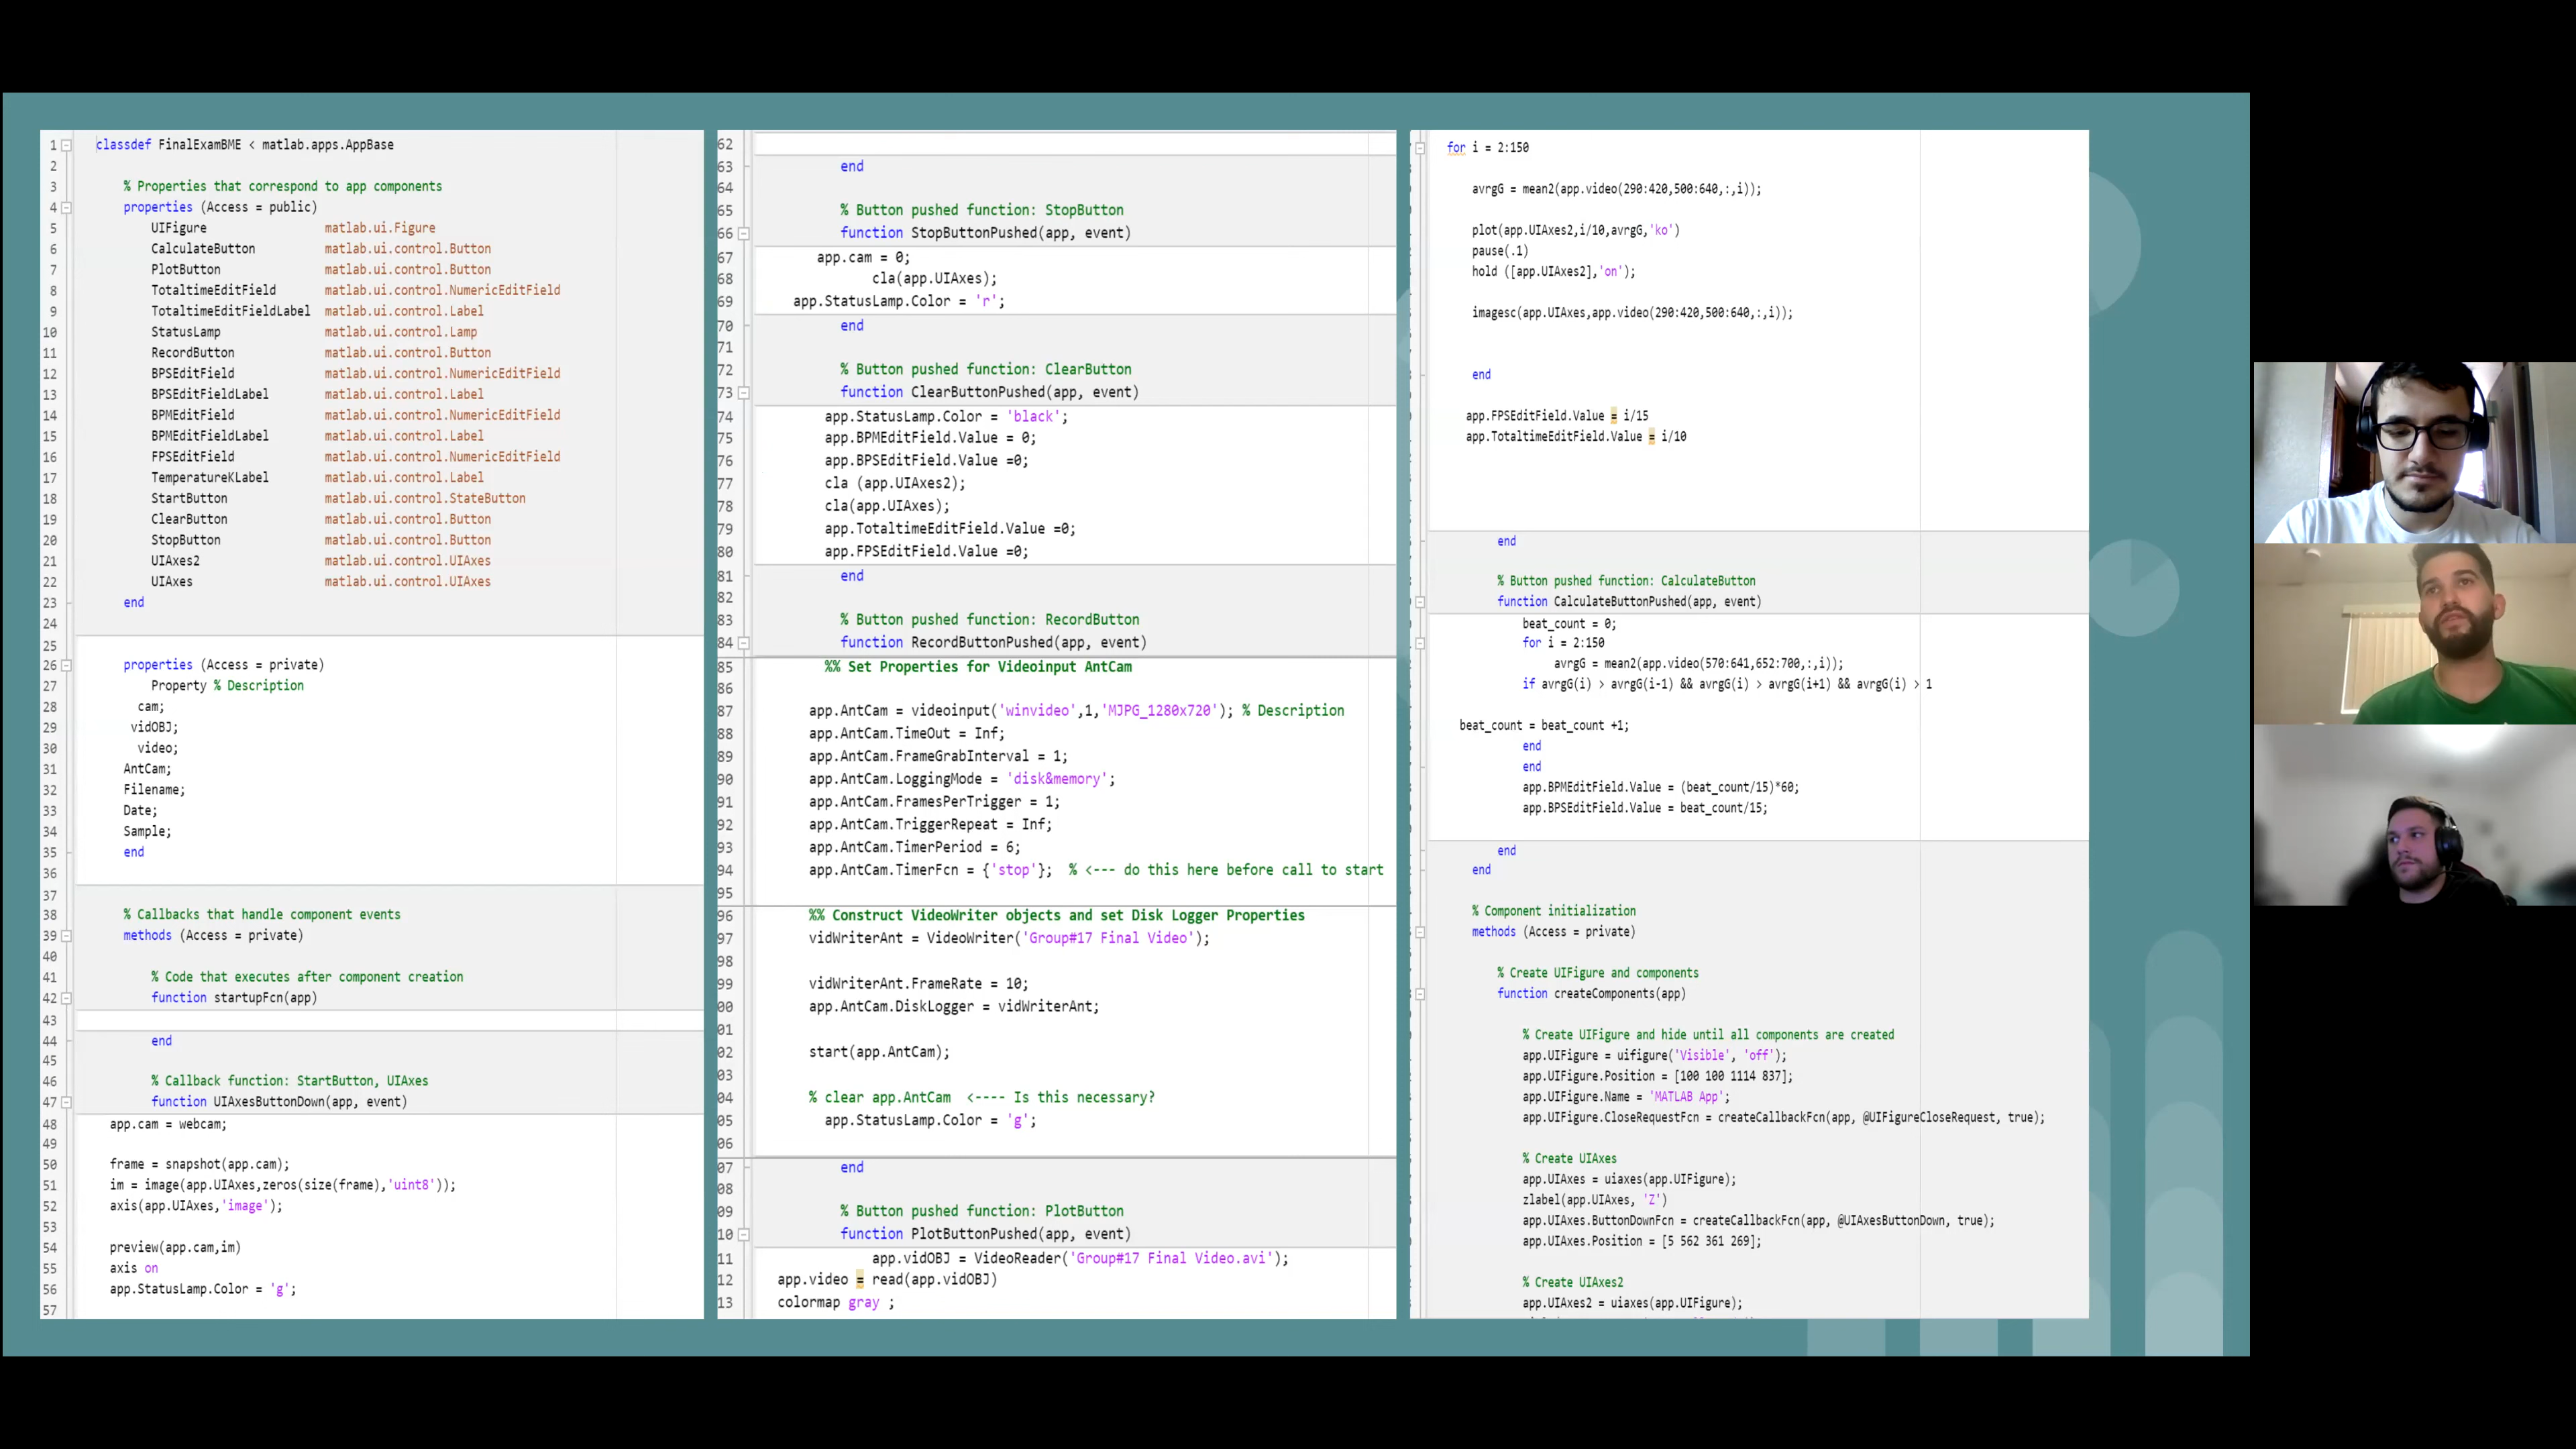 1 classdef FinalExamBME < matlab.apps.AppBase
2
3 % Properties that correspond to app components
4 properties (Access = public)
5 UIFigure matlab.ui.Figure
6 CalculateButton matlab.ui.control.Button
7 PlotButton matlab.ui.control.Button
8 TotaltimeEditField matlab.ui.control.NumericEditField
9 TotaltimeEditFieldLabel matlab.ui.control.Label
10 StatusLamp matlab.ui.control.Lamp
11 RecordButton matlab.ui.control.Button
12 BPSEditField matlab.ui.control.NumericEditField
13 BPSEditFieldLabel matlab.ui.control.Label
14 BPMEditField matlab.ui.control.NumericEditField
15 BPMEditFieldLabel matlab.ui.control.Label
16 FPSEditField matlab.ui.control.NumericEditField
17 TemperatureKLabel matlab.ui.control.Label
18 StartButton matlab.ui.control.StateButton
19 ClearButton matlab.ui.control.Button
20 StopButton matlab.ui.control.Button
21 UIAxes2 matlab.ui.control.UIAxes
22 UIAxes matlab.ui.control.UIAxes
23 end
24
25
26 properties (Access = private)
27 Property % Description
28 cam;
29 vidOBJ;
30 video;
31 AntCam;
32 Filename;
33 Date;
34 Sample;
35 end
36
37
38 % Callbacks that handle component events
39 methods (Access = private)
40
41 % Code that executes after component creation
42 function startupFcn(app)
43
44 end
45
46 % Callback function: StartButton, UIAxes
47 function UIAxesButtonDown(app, event)
48 app.cam = webcam;
49
50 frame = snapshot(app.cam);
51 im = image(app.UIAxes,zeros(size(frame),'uint8'));
52 axis(app.UIAxes,'image');
53
54 preview(app.cam,im)
55 axis on
56 app.StatusLamp.Color = 'g';
57
62
63 end
64
65 % Button pushed function: StopButton
66 function StopButtonPushed(app, event)
67 app.cam = 0;
68 cla(app.UIAxes);
69 app.StatusLamp.Color = 'r';
70 end
71
72 % Button pushed function: ClearButton
73 function ClearButtonPushed(app, event)
74 app.StatusLamp.Color = 'black';
75 app.BPMEditField.Value = 0;
76 app.BPSEditField.Value =0;
77 cla (app.UIAxes2);
78 cla(app.UIAxes);
79 app.TotaltimeEditField.Value =0;
80 app.FPSEditField.Value =0;
81 end
82
83 % Button pushed function: RecordButton
84 function RecordButtonPushed(app, event)
85 %% Set Properties for Videoinput AntCam
86
87 app.AntCam = videoinput('winvideo',1,'MJPG_1280x720'); % Description
88 app.AntCam.TimeOut = Inf;
89 app.AntCam.FrameGrabInterval = 1;
90 app.AntCam.LoggingMode = 'disk&memory';
91 app.AntCam.FramesPerTrigger = 1;
92 app.AntCam.TriggerRepeat = Inf;
93 app.AntCam.TimerPeriod = 6;
94 app.AntCam.TimerFcn = {'stop'}; % <--- do this here before call to start
95
96 %% Construct VideoWriter objects and set Disk Logger Properties
97 vidWriterAnt = VideoWriter('Group#17 Final Video');
98
99 vidWriterAnt.FrameRate = 10;
00 app.AntCam.DiskLogger = vidWriterAnt;
01
02 start(app.AntCam);
03
04 % clear app.AntCam <---- Is this necessary?
05 app.StatusLamp.Color = 'g';
06
07 end
08
09 % Button pushed function: PlotButton
10 function PlotButtonPushed(app, event)
11 app.vidOBJ = VideoReader('Group#17 Final Video.avi');
12 app.video = read(app.vidOBJ)
13 colormap gray ;
for i = 2:150
avrgG = mean2(app.video(290:420,500:640,:,i));
plot(app.UIAxes2,i/10,avrgG,'ko')
pause(.1)
hold ([app.UIAxes2],'on');
imagesc(app.UIAxes,app.video(290:420,500:640,:,i));
end
app.FPSEditField.Value = i/15
app.TotaltimeEditField.Value = i/10
end
% Button pushed function: CalculateButton
function CalculateButtonPushed(app, event)
beat_count = 0;
for i = 2:150
avrgG = mean2(app.video(570:641,652:700,:,i));
if avrgG(i) > avrgG(i-1) && avrgG(i) > avrgG(i+1) && avrgG(i) > 1
beat_count = beat_count +1;
end
end
app.BPMEditField.Value = (beat_count/15)*60;
app.BPSEditField.Value = beat_count/15;
end
end
% Component initialization
methods (Access = private)
% Create UIFigure and components
function createComponents(app)
% Create UIFigure and hide until all components are created
app.UIFigure = uifigure('Visible', 'off');
app.UIFigure.Position = [100 100 1114 837];
app.UIFigure.Name = 'MATLAB App';
app.UIFigure.CloseRequestFcn = createCallbackFcn(app, @UIFigureCloseRequest, true);
% Create UIAxes
app.UIAxes = uiaxes(app.UIFigure);
zlabel(app.UIAxes, 'Z')
app.UIAxes.ButtonDownFcn = createCallbackFcn(app, @UIAxesButtonDown, true);
app.UIAxes.Position = [5 562 361 269];
% Create UIAxes2
app.UIAxes2 = uiaxes(app.UIFigure);